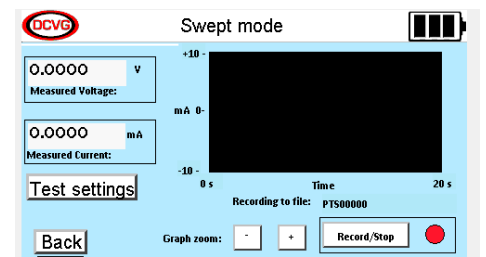 DCVG
Swept mode
0.0000 V
Measured Voltage:
0.0000 mA
Measured Current:
Test settings
Back
+10 -
mA 0-
-10 -
0 s Time 20 s
Recording to file: PTS00000
Graph zoom: - + Record/Stop